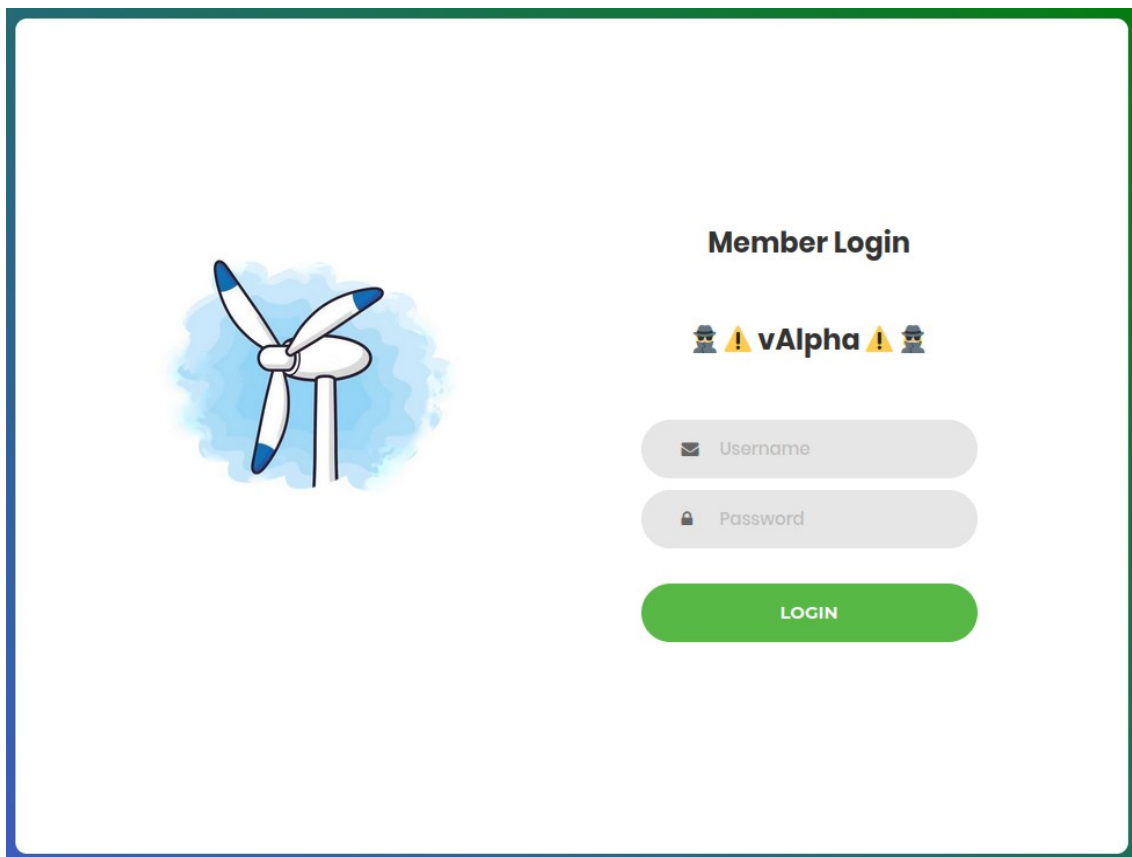 Member Login
🕵️⚠️ vAlpha ⚠️🕵️
Username
Password
LOGIN